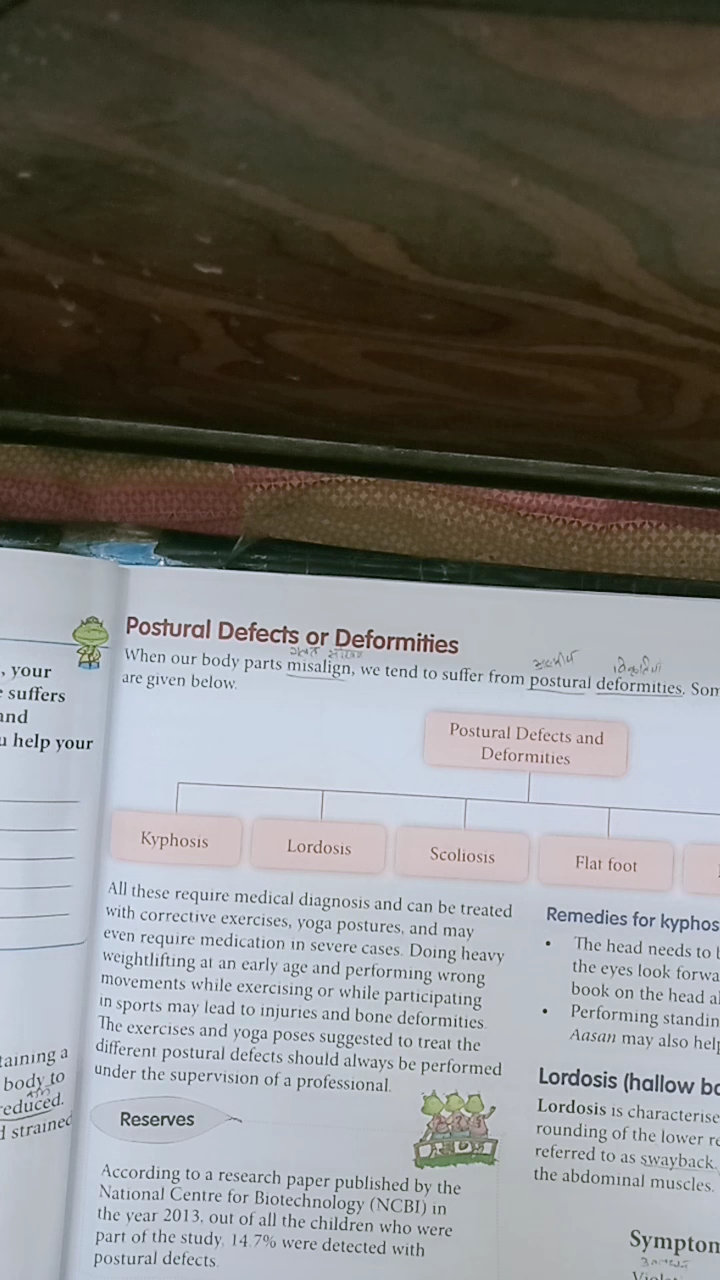 , your
suffers
and
u help your
taining a
body to
educed.
d strained
Postural Defects or Deformities
When our body parts misalign, we tend to suffer from postural deformities. Som
are given below.
Postural Defects and
Deformities
Kyphosis
Lordosis
Scoliosis
Flat foot
All these require medical diagnosis and can be treated
with corrective exercises, yoga postures, and may
even require medication in severe cases. Doing heavy
weightlifting at an early age and performing wrong
movements while exercising or while participating
in sports may lead to injuries and bone deformities.
The exercises and yoga poses suggested to treat the
different postural defects should always be performed
under the supervision of a professional.
Reserves
According to a research paper published by the
National Centre for Biotechnology (NCBI) in
the year 2013, out of all the children who were
part of the study, 14.7% were detected with
postural defects.
Remedies for kyphos
• The head needs to
the eyes look forwa
book on the head a
• Performing standin
Aasan may also help
Lordosis (hallow ba
Lordosis is characterise
rounding of the lower re
referred to as swayback.
the abdominal muscles.
Symptom